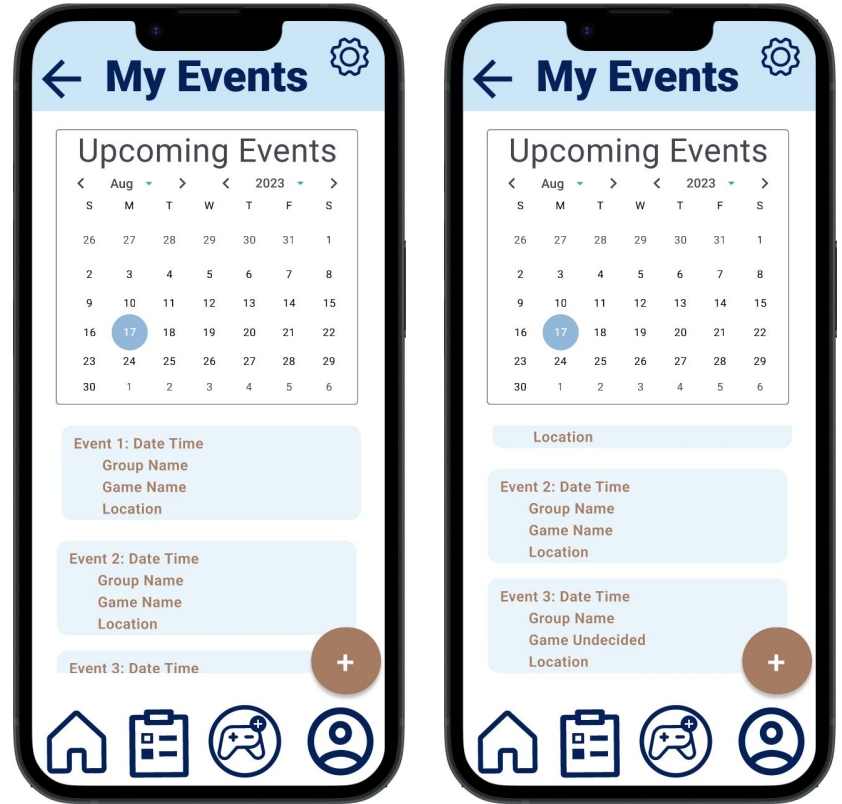 My Events
Upcoming Events
Aug 2023
S M T W T F S
26 27 28 29 30 31 1
2 3 4 5 6 7 8
9 10 11 12 13 14 15
16 17 18 19 20 21 22
23 24 25 26 27 28 29
30 1 2 3 4 5 6
Event 1: Date Time
Group Name
Game Name
Location
Event 2: Date Time
Group Name
Game Name
Location
Event 3: Date Time
+
My Events
Upcoming Events
Aug 2023
S M T W T F S
26 27 28 29 30 31 1
2 3 4 5 6 7 8
9 10 11 12 13 14 15
16 17 18 19 20 21 22
23 24 25 26 27 28 29
30 1 2 3 4 5 6
Location
Event 2: Date Time
Group Name
Game Name
Location
Event 3: Date Time
Group Name
Game Undecided
Location
+